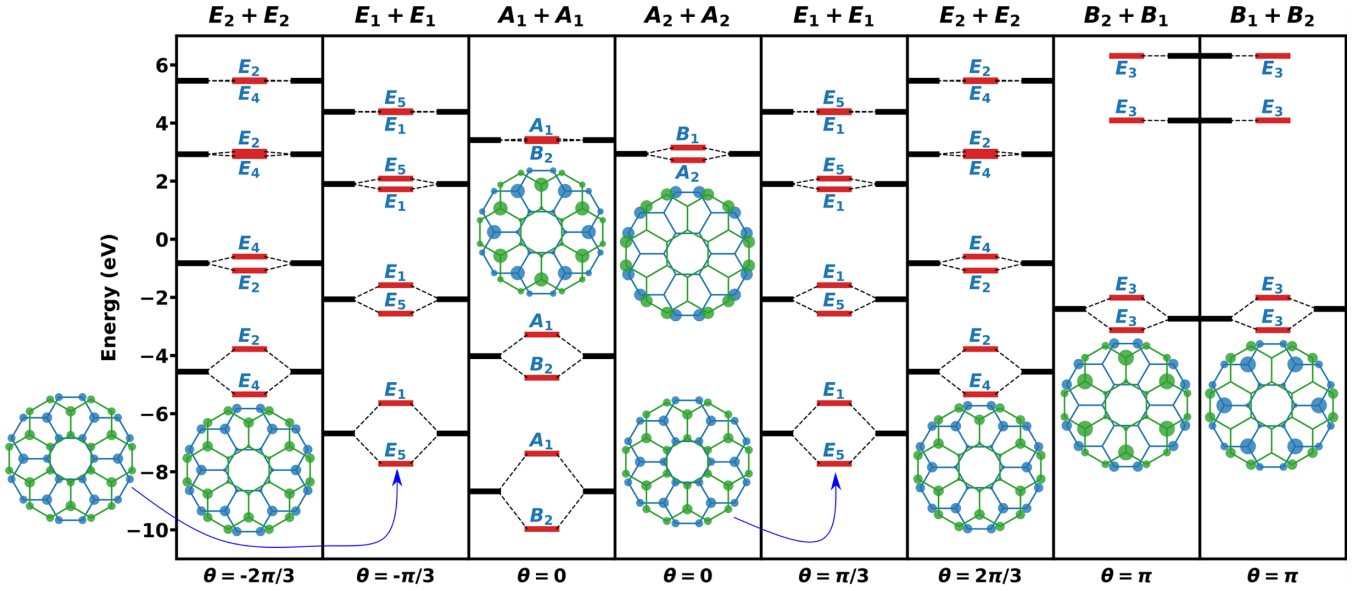 E₂ + E₂ E₁ + E₁ A₁ + A₁ A₂ + A₂ E₁ + E₁ E₂ + E₂ B₂ + B₁ B₁ + B₂
Energy (eV)
6
4
2
0
−2
−4
−6
−8
−10
E₂
E₄
E₂
E₄
E₄
E₂
E₂
E₄
E₅
E₁
E₅
E₁
E₁
E₅
E₁
E₅
A₁
B₂
A₁
B₂
A₁
B₂
B₁
A₂
E₅
E₁
E₅
E₁
E₁
E₅
E₁
E₅
E₂
E₄
E₂
E₄
E₄
E₂
E₂
E₄
E₃
E₃
E₃
E₃
E₃
E₃
E₃
E₃
θ = -2π/3 θ = -π/3 θ = 0 θ = 0 θ = π/3 θ = 2π/3 θ = π θ = π